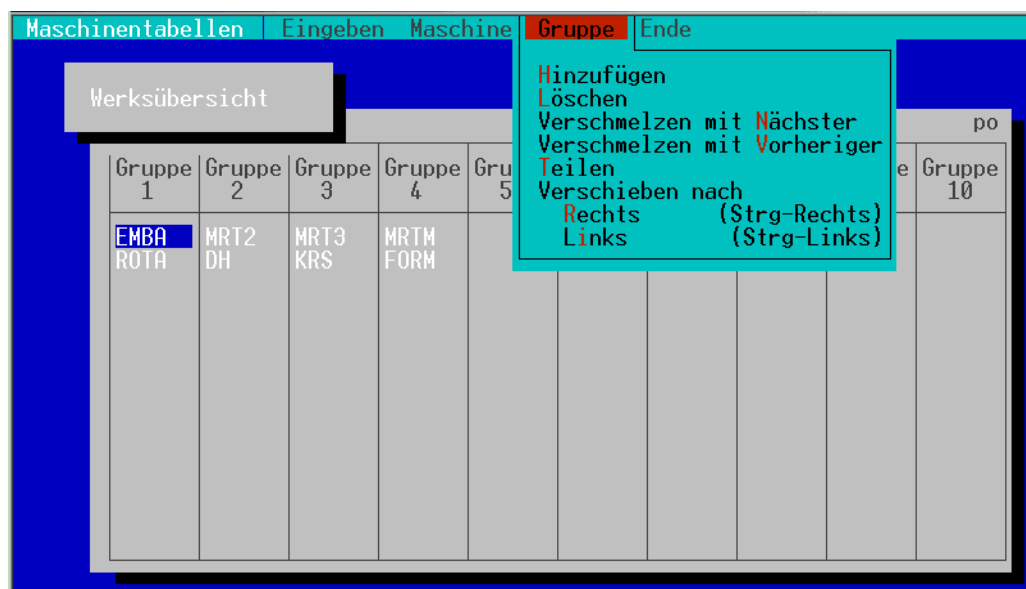 Maschinentabellen Eingeben Maschine Gruppe Ende
Hinzufügen
Löschen
Verschmelzen mit Nächster
Verschmelzen mit Vorheriger
Teilen
Verschieben nach
Rechts (Strg-Rechts)
Links (Strg-Links)
Werksübersicht
po
Gruppe Gruppe Gruppe Gruppe Gru e Gruppe
1 2 3 4 5 10
EMBA MRT2 MRT3 MRTM
ROTA DH KRS FORM